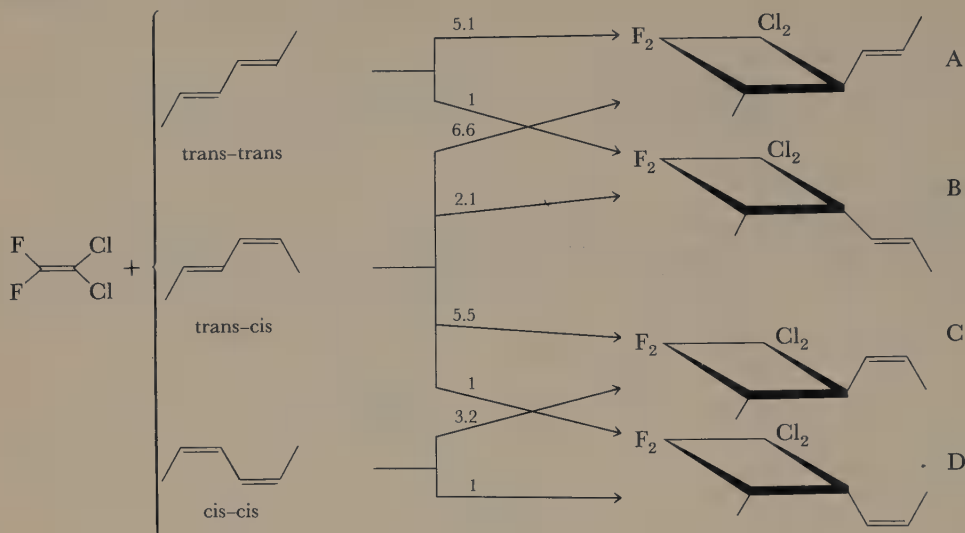 5.1
F₂ Cl₂
A
1
6.6
trans–trans
F₂ Cl₂
B
2.1
F Cl
F Cl
+
trans–cis
5.5
F₂ Cl₂
C
1
3.2
F₂ Cl₂
D
1
cis–cis